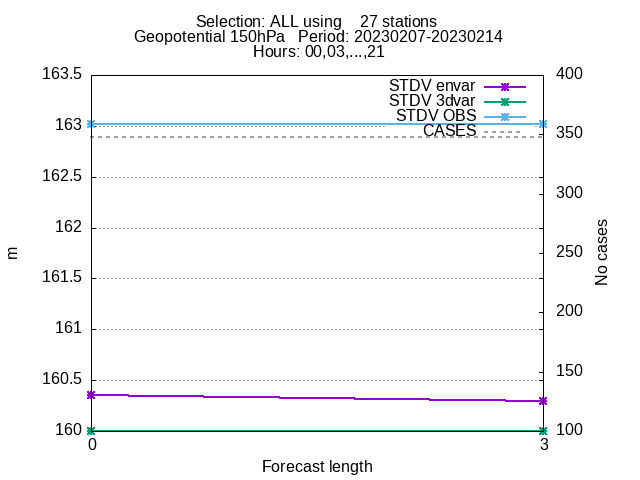 Selection: ALL using    27 stations
Geopotential 150hPa   Period: 20230207-20230214
Hours: 00,03,...,21
163.5
163
162.5
162
161.5
161
160.5
160
400
350
300
250
200
150
100
STDV envar
STDV 3dvar
STDV OBS
CASES
m
No cases
0
3
Forecast length